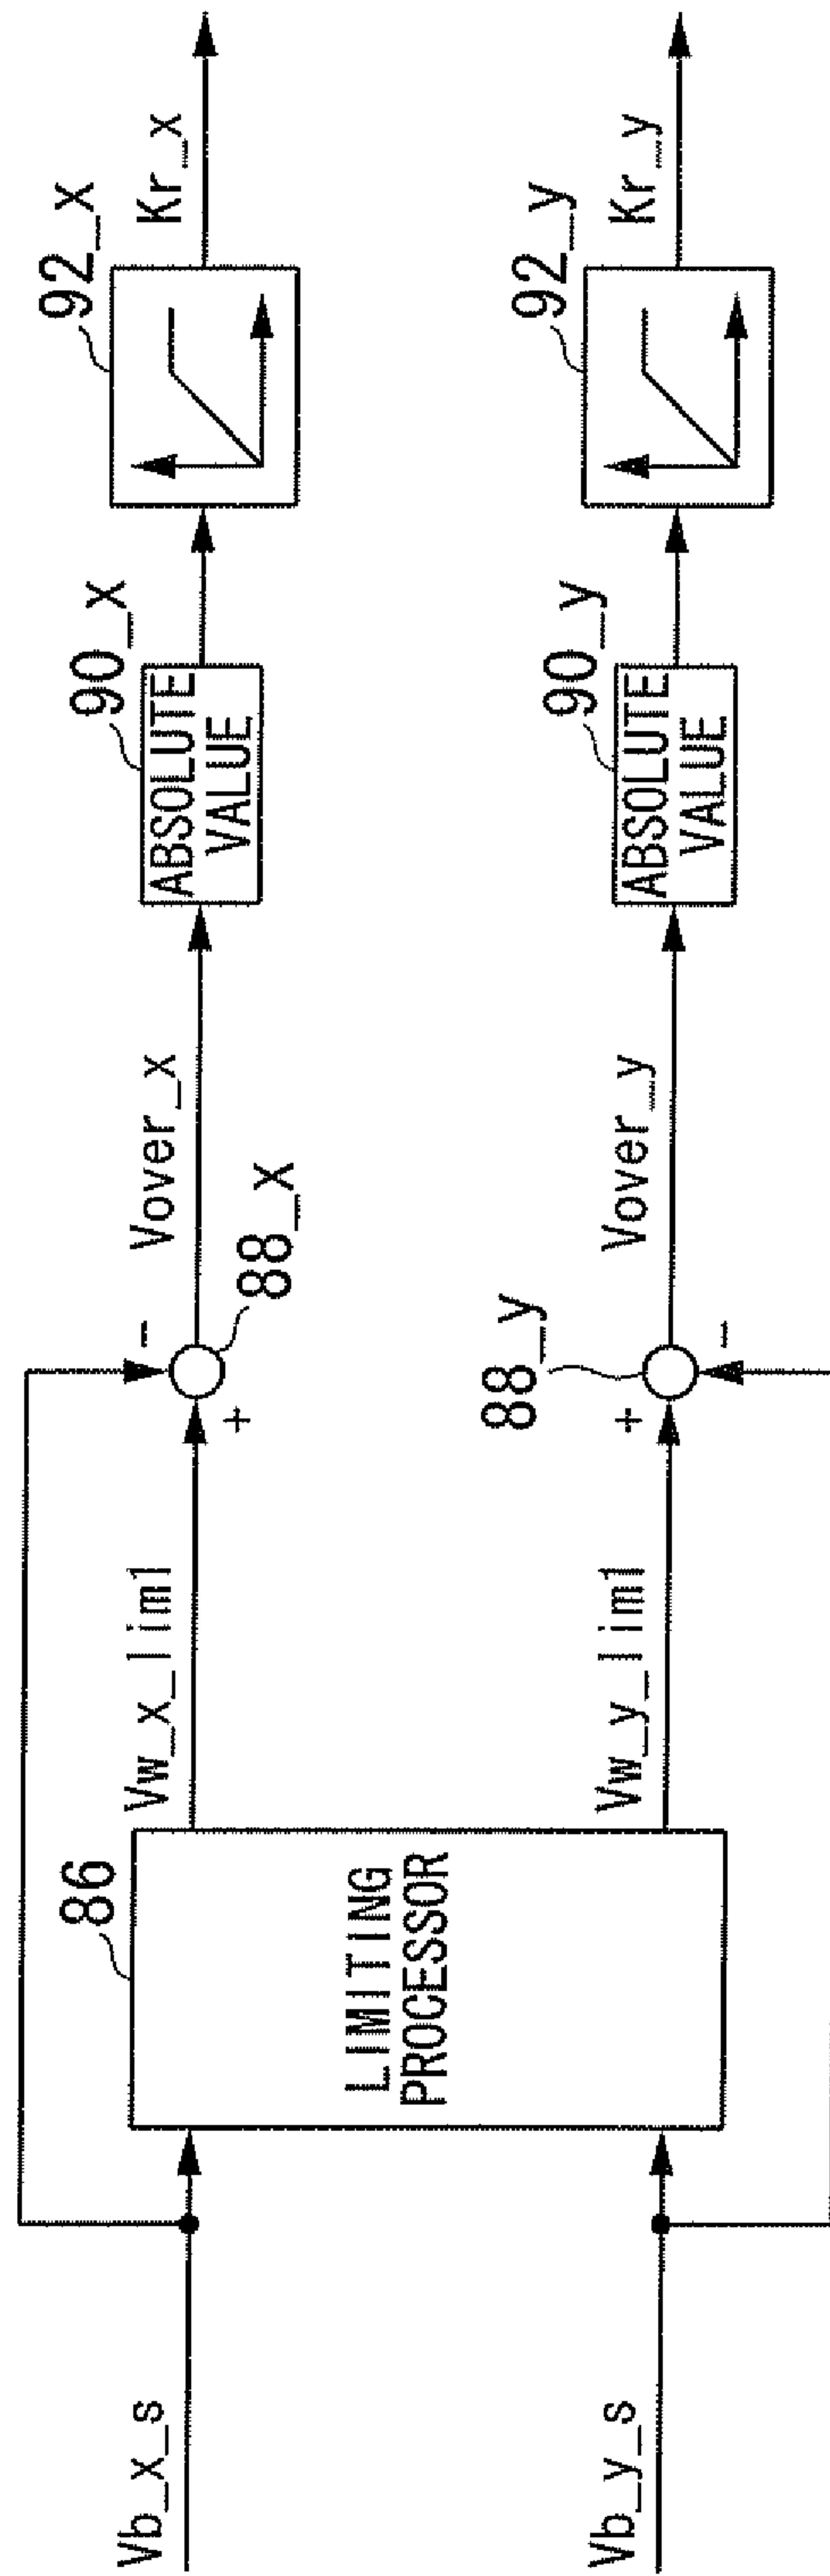 Vb_x_s
86
LIMITING
PROCESSOR
Vw_x_lim1
+
-
88_x
Vover_x
90_x
ABSOLUTE
VALUE
92_x
Kr_x
Vb_y_s
Vw_y_lim1
+
-
88_y
Vover_y
90_y
ABSOLUTE
VALUE
92_y
Kr_y